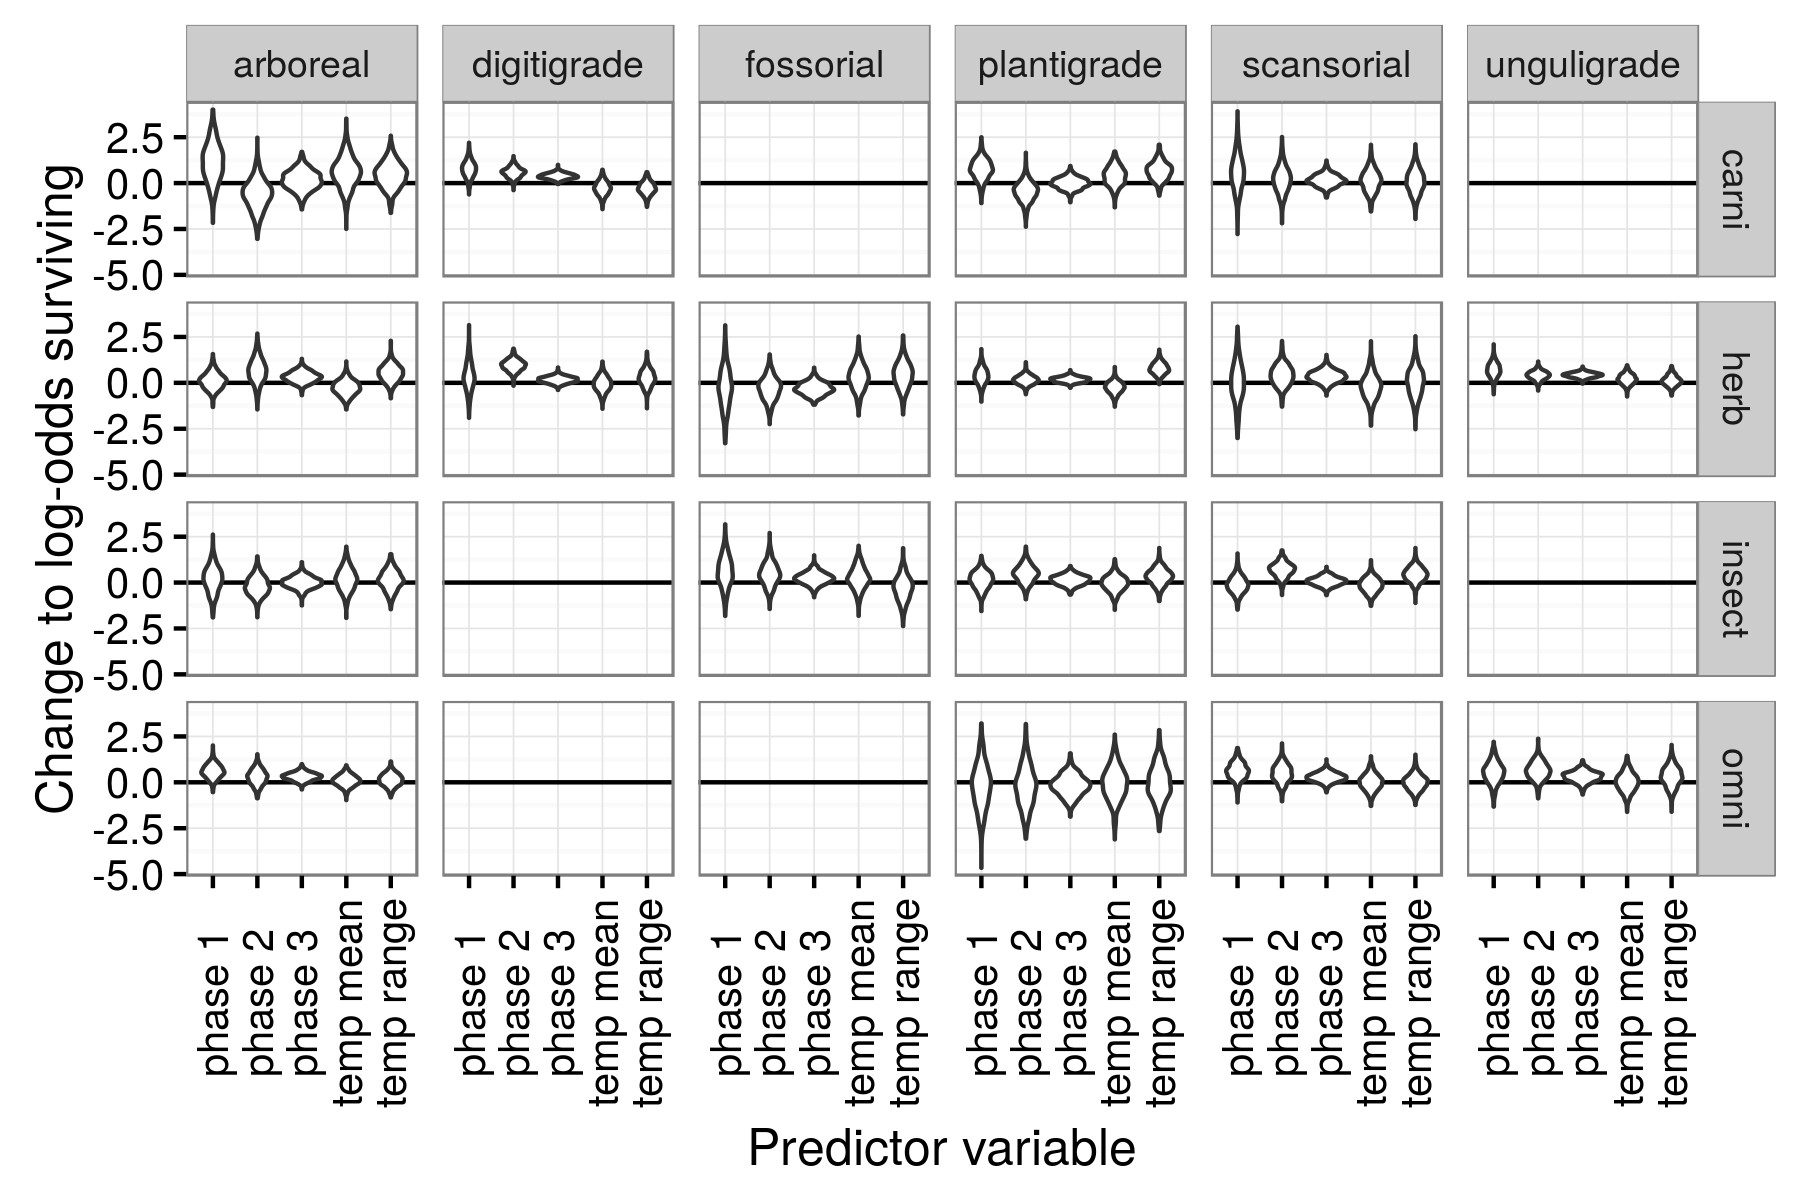 arboreal digitigrade fossorial plantigrade scansorial unguligrade
Change to log-odds surviving
2.5
0.0
-2.5
-5.0
carni
2.5
0.0
-2.5
-5.0
herb
2.5
0.0
-2.5
-5.0
insect
2.5
0.0
-2.5
-5.0
omni
phase 1
phase 2
phase 3
temp mean
temp range
phase 1
phase 2
phase 3
temp mean
temp range
phase 1
phase 2
phase 3
temp mean
temp range
phase 1
phase 2
phase 3
temp mean
temp range
phase 1
phase 2
phase 3
temp mean
temp range
phase 1
phase 2
phase 3
temp mean
temp range
Predictor variable